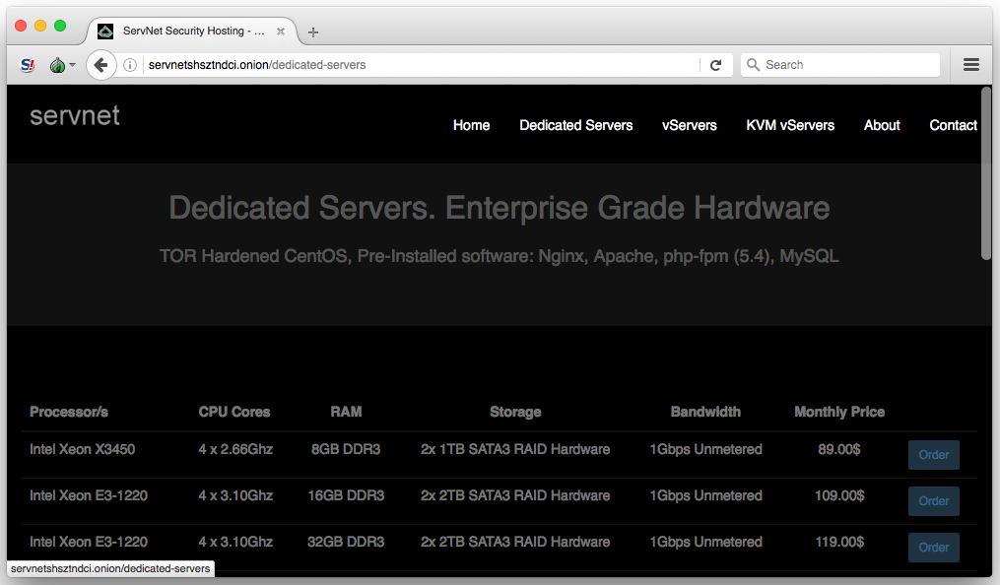 ServNet Security Hosting - ...
servnetshsztndci.onion/dedicated-servers
Search
servnet
Home Dedicated Servers vServers KVM vServers About Contact
Dedicated Servers. Enterprise Grade Hardware
TOR Hardened CentOS, Pre-Installed software: Nginx, Apache, php-fpm (5.4), MySQL
Processor/s CPU Cores RAM Storage Bandwidth Monthly Price
Intel Xeon X3450 4 x 2.66Ghz 8GB DDR3 2x 1TB SATA3 RAID Hardware 1Gbps Unmetered 89.00$ Order
Intel Xeon E3-1220 4 x 3.10Ghz 16GB DDR3 2x 2TB SATA3 RAID Hardware 1Gbps Unmetered 109.00$ Order
Intel Xeon E3-1220 4 x 3.10Ghz 32GB DDR3 2x 2TB SATA3 RAID Hardware 1Gbps Unmetered 119.00$ Order
servnetshsztndci.onion/dedicated-servers